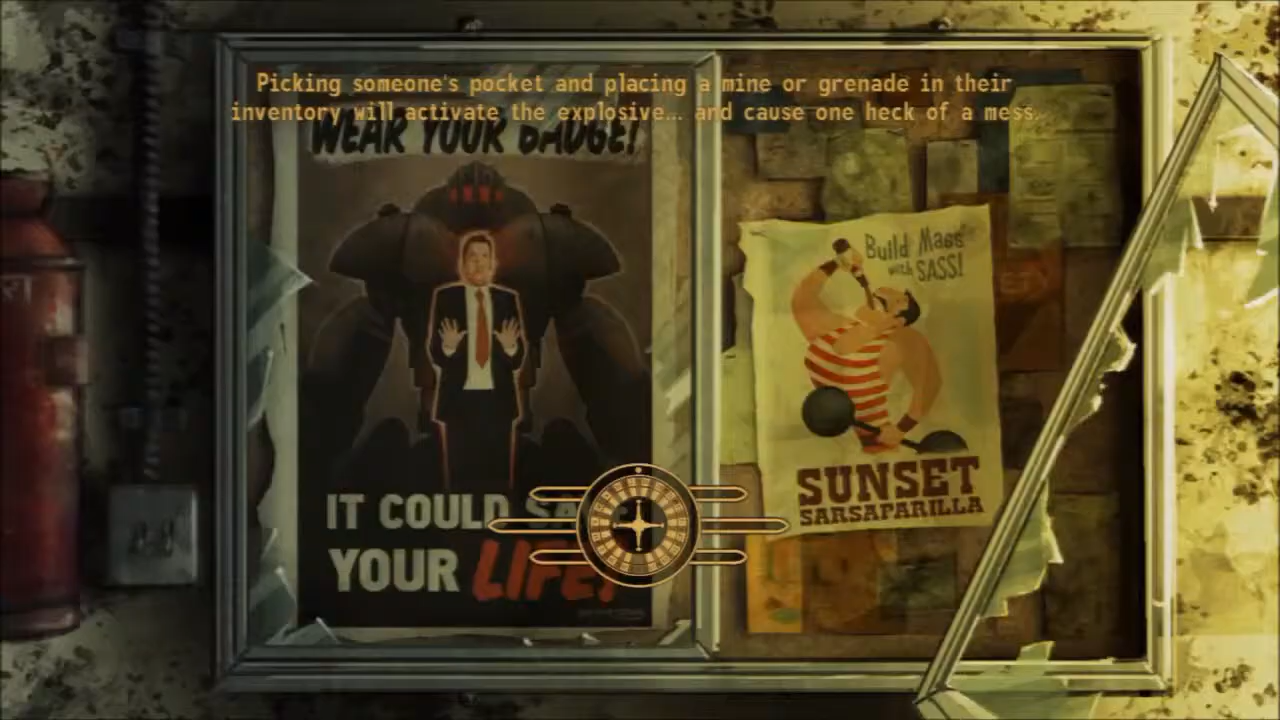 Picking someone's pocket and placing a mine or grenade in their
inventory will activate the explosive... and cause one heck of a mess.
WEAR YOUR BADGE!
IT COULD SAVE
YOUR LIFE!
Build Mass
with SASS!
SUNSET
SARSAPARILLA